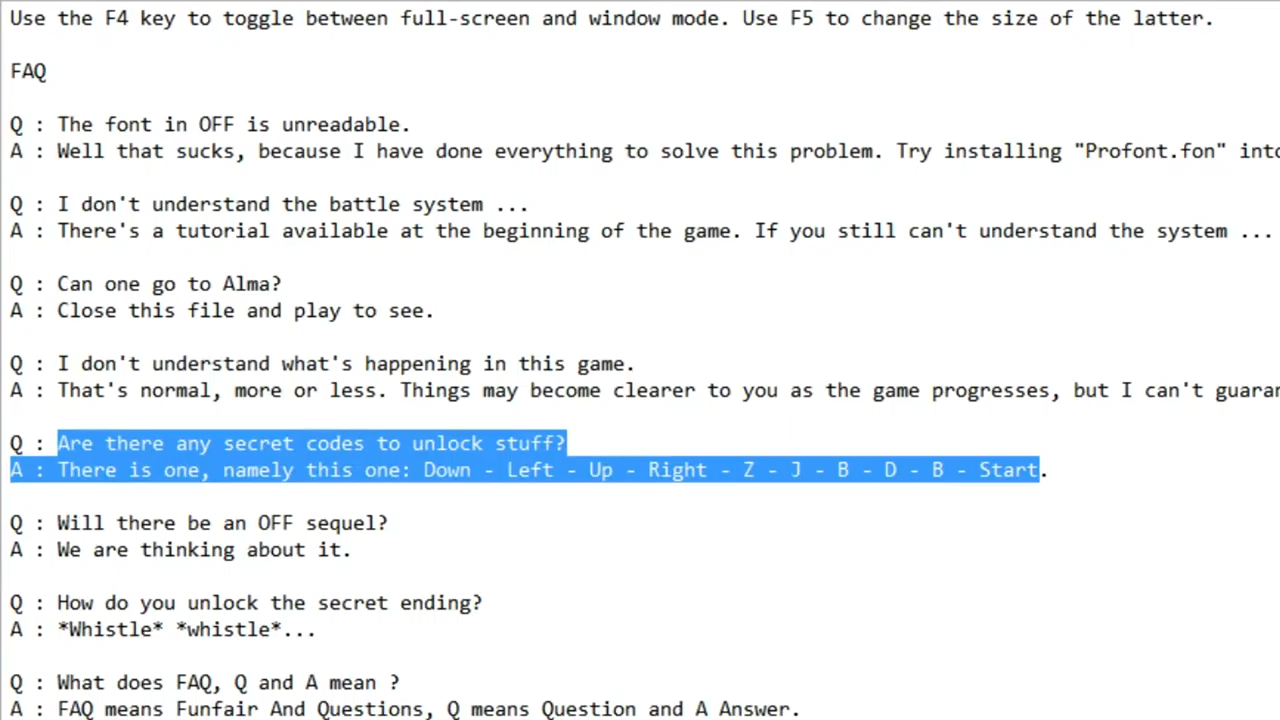 Use the F4 key to toggle between full-screen and window mode. Use F5 to change the size of the latter.
FAQ
Q : The font in OFF is unreadable.
A : Well that sucks, because I have done everything to solve this problem. Try installing "Profont.fon" into
Q : I don't understand the battle system ...
A : There's a tutorial available at the beginning of the game. If you still can't understand the system ...
Q : Can one go to Alma?
A : Close this file and play to see.
Q : I don't understand what's happening in this game.
A : That's normal, more or less. Things may become clearer to you as the game progresses, but I can't
Q : Are there any secret codes to unlock stuff?
A : There is one, namely this one: Down - Left - Up - Right - Z - J - B - D - B - Start.
Q : Will there be an OFF sequel?
A : We are thinking about it.
Q : How do you unlock the secret ending?
A : *Whistle* *whistle*...
Q : What does FAQ, Q and A mean ?
A : FAQ means Funfair And Questions, Q means Question and A Answer.